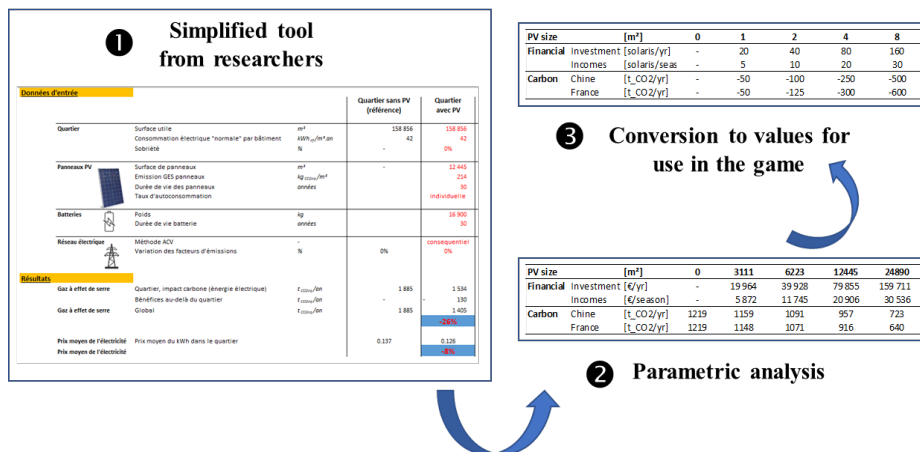 ❶ Simplified tool
from researchers
Données d'entrée
Quartier sans PV Quartier
(référence) avec PV
Quartier Surface utile m² 158 856 158 856
Consommation électrique "normale" par bâtiment kWh /m².an 42 42
Sobriété % - 0%
Panneaux PV Surface de panneaux m² - 12 445
Emission GES panneaux kg /m² 214
Durée de vie des panneaux années 30
Taux d'autoconsommation individuelle
Batteries Poids kg 16 900
Durée de vie batterie années 30
Réseau électrique Méthode ACV - consequentiel
Variation des facteurs d'émissions % 0% 0%
Résultats
Gaz à effet de serre Quartier, impact carbone (énergie électrique) t /an 1 885 1 534
Bénéfices au-delà du quartier t /an - 130
Gaz à effet de serre Global t /an 1 885 1 405
-26%
Prix moyen de l'électricité Prix moyen du kWh dans le quartier 0.137 0.126
Prix moyen de l'électricité -8%
PV size [m²] 0 1 2 4 8
Financial Investment [solaris/yr] - 20 40 80 160
Incomes [solaris/seas - 5 10 20 30
Carbon Chine [t_CO2/yr] - -50 -100 -250 -500
France [t_CO2/yr] - -50 -125 -300 -600
❸ Conversion to values for
use in the game
PV size [m²] 0 3111 6223 12445 24890
Financial Investment [€/yr] - 19 964 39 928 79 855 159 711
Incomes [€/season] - 5 872 11 745 20 906 30 536
Carbon Chine [t_CO2/yr] 1219 1159 1091 957 723
France [t_CO2/yr] 1219 1148 1071 916 640
❷ Parametric analysis